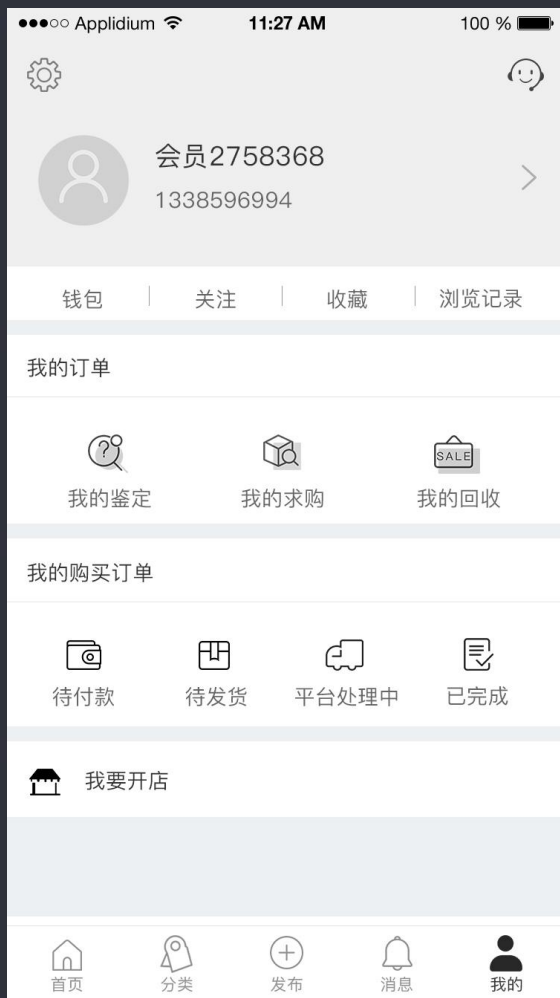 Applidium 11:27 AM 100 %
会员2758368
1338596994
钱包 关注 收藏 浏览记录
我的订单
SALE
我的鉴定 我的求购 我的回收
我的购买订单
待付款 待发货 平台处理中 已完成
我要开店
首页 分类 发布 消息 我的